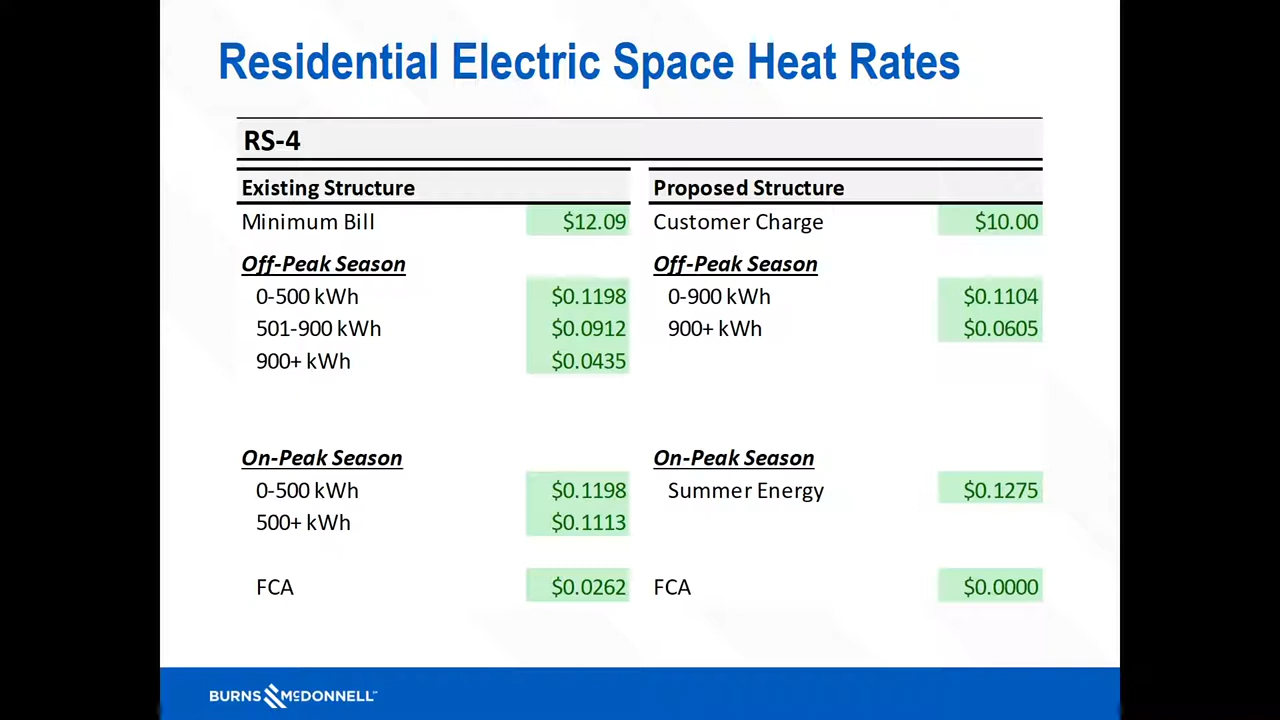 Residential Electric Space Heat Rates
RS-4
Existing Structure
Minimum Bill $12.09
Off-Peak Season
0-500 kWh $0.1198
501-900 kWh $0.0912
900+ kWh $0.0435
On-Peak Season
0-500 kWh $0.1198
500+ kWh $0.1113
FCA $0.0262
Proposed Structure
Customer Charge $10.00
Off-Peak Season
0-900 kWh $0.1104
900+ kWh $0.0605
On-Peak Season
Summer Energy $0.1275
FCA $0.0000
BURNS McDONNELL